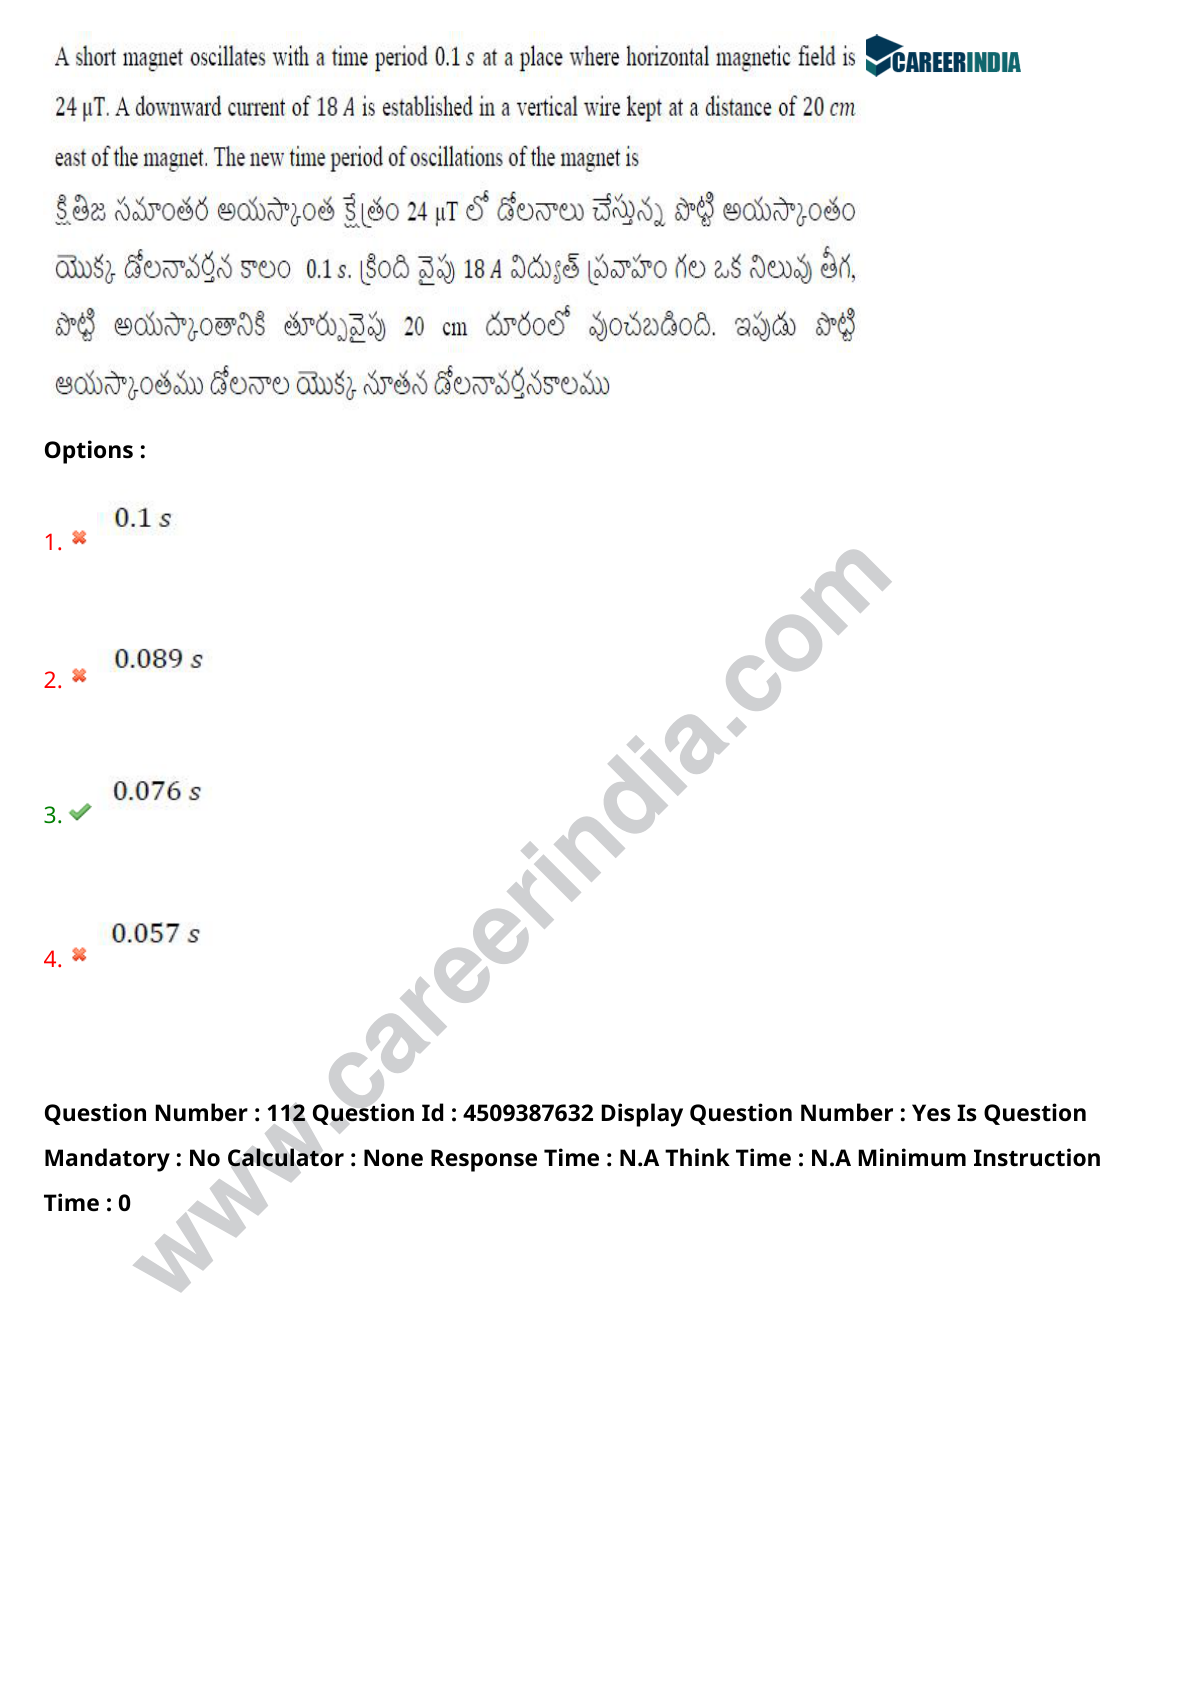 A short magnet oscillates with a time period 0.1 s at a place where horizontal magnetic field is
CAREERINDIA
24 μT. A downward current of 18 A is established in a vertical wire kept at a distance of 20 cm
east of the magnet. The new time period of oscillations of the magnet is
క్షితిజ సమాంతర అయస్కాంత క్షేత్రం 24 μT లో డోలనాలు చేస్తున్న పొట్టి అయస్కాంతం
యొక్క డోలనావర్తన కాలం 0.1 s. క్రింది వైపు 18 A విద్యుత్ ప్రవాహం గల ఒక నిలువు తీగ,
పొట్టి అయస్కాంతానికి తూర్పువైపు 20 cm దూరంలో వుంచబడింది. ఇపుడు పొట్టి
ఆయస్కాంతము డోలనాల యొక్క నూతన డోలనావర్తనకాలము
Options :
1. 0.1 s
2. 0.089 s
3. 0.076 s
4. 0.057 s
www.careerindia.com
Question Number : 112 Question Id : 4509387632 Display Question Number : Yes Is Question
Mandatory : No Calculator : None Response Time : N.A Think Time : N.A Minimum Instruction
Time : 0